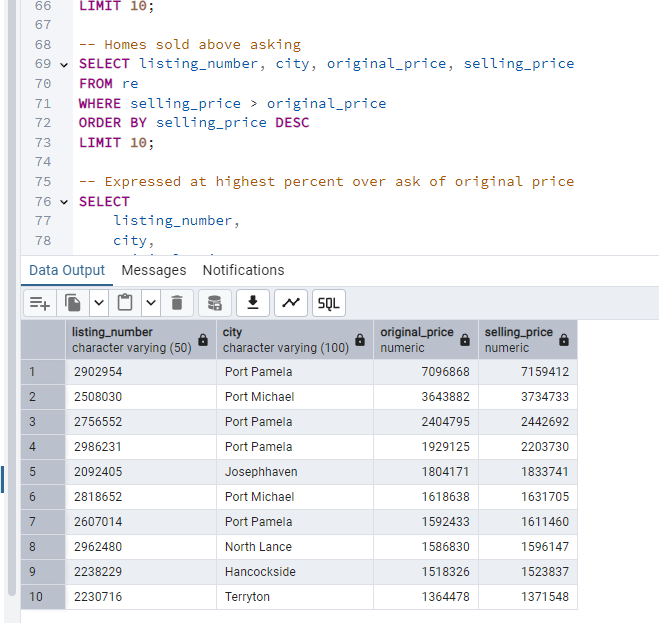 66 LIMIT 10;
67
68 -- Homes sold above asking
69 SELECT listing_number, city, original_price, selling_price
70 FROM re
71 WHERE selling_price > original_price
72 ORDER BY selling_price DESC
73 LIMIT 10;
74
75 -- Expressed at highest percent over ask of original price
76 SELECT
77 listing_number,
78 city,
Data Output Messages Notifications
SQL
listing_number city original_price selling_price
character varying (50) character varying (100) numeric numeric
1 2902954 Port Pamela 7096868 7159412
2 2508030 Port Michael 3643882 3734733
3 2756552 Port Pamela 2404795 2442692
4 2986231 Port Pamela 1929125 2203730
5 2092405 Josephhaven 1804171 1833741
6 2818652 Port Michael 1618638 1631705
7 2607014 Port Pamela 1592433 1611460
8 2962480 North Lance 1586830 1596147
9 2238229 Hancockside 1518326 1523837
10 2230716 Terryton 1364478 1371548